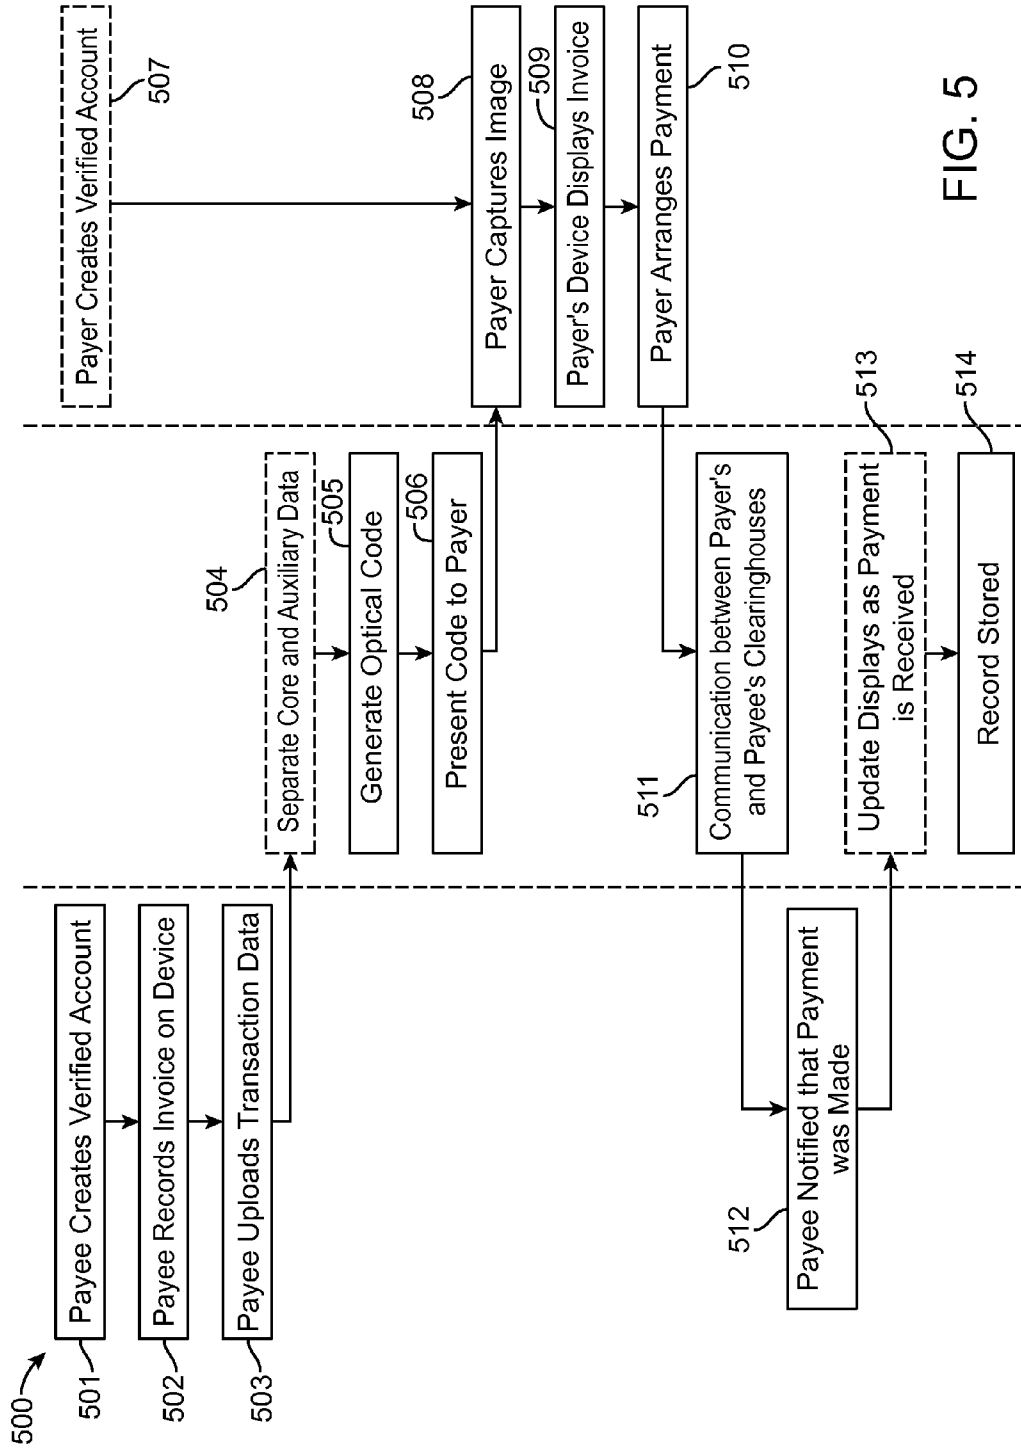 500
501
Payee Creates Verified Account
502
Payee Records Invoice on Device
503
Payee Uploads Transaction Data
504
Separate Core and Auxiliary Data
505
Generate Optical Code
506
Present Code to Payer
Payer Creates Verified Account
507
508
Payer Captures Image
509
Payer's Device Displays Invoice
Payer Arranges Payment
510
511
Communication between Payer's
and Payee's Clearinghouses
512
Payee Notified that Payment
was Made
513
Update Displays as Payment
is Received
514
Record Stored
FIG. 5